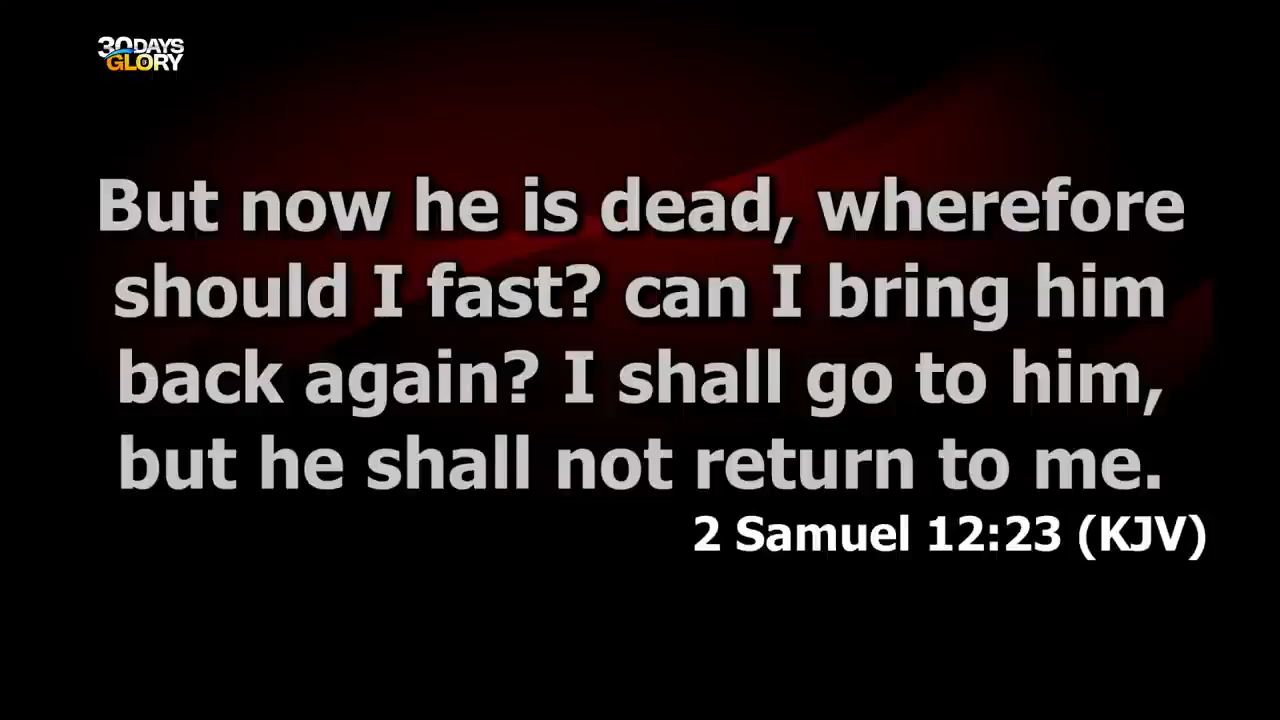 30DAYS
GLORY
But now he is dead, wherefore
should I fast? can I bring him
back again? I shall go to him,
but he shall not return to me.
2 Samuel 12:23 (KJV)